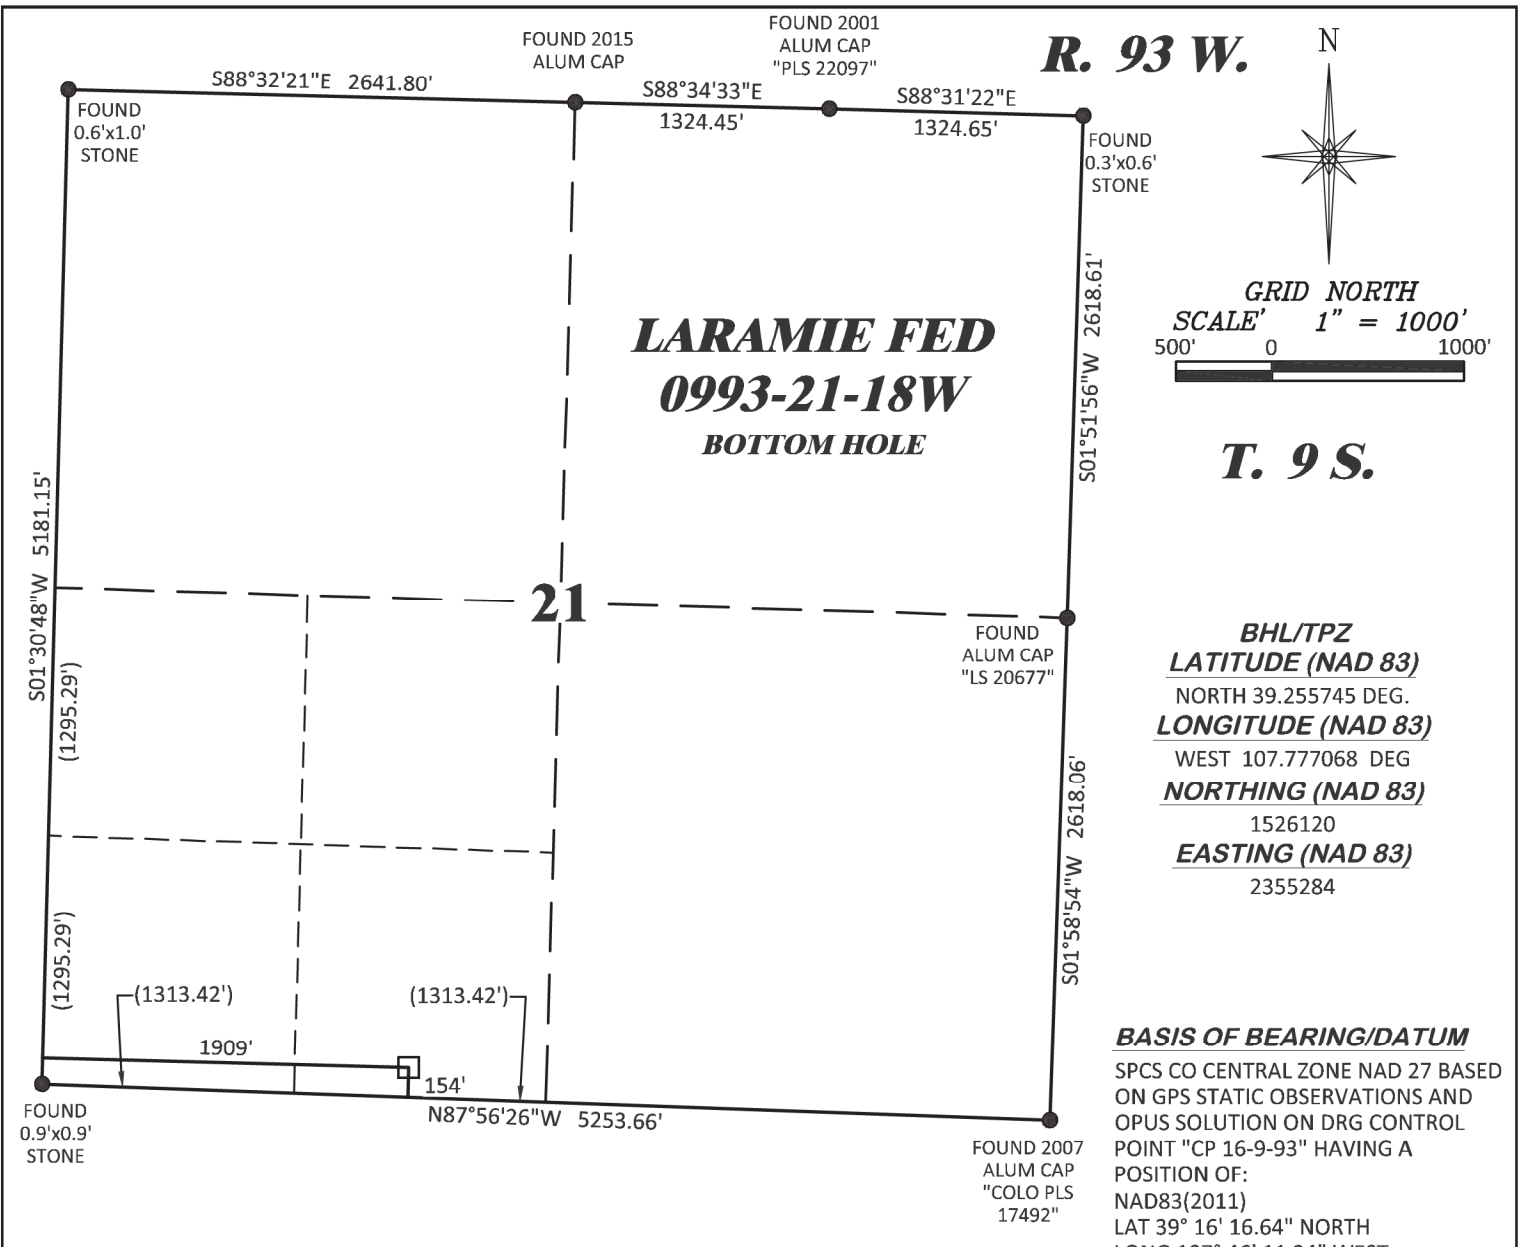 FOUND 2015
ALUM CAP
FOUND 2001
ALUM CAP
"PLS 22097"
R. 93 W.
N
S88°32'21"E 2641.80'
S88°34'33"E
1324.45'
S88°31'22"E
1324.65'
FOUND
0.6'x1.0'
STONE
FOUND
0.3'x0.6'
STONE
GRID NORTH
SCALE' 1" = 1000'
500' 0 1000'
LARAMIE FED
0993-21-18W
BOTTOM HOLE
S01°51'56"W 2618.61'
T. 9 S.
S01°30'48"W 5181.15'
21
FOUND
ALUM CAP
"LS 20677"
(1295.29')
BHL/TPZ
LATITUDE (NAD 83)
NORTH 39.255745 DEG.
LONGITUDE (NAD 83)
WEST 107.777068 DEG
NORTHING (NAD 83)
1526120
EASTING (NAD 83)
2355284
S01°58'54"W 2618.06'
(1295.29')
(1313.42')
(1313.42')
1909'
154'
N87°56'26"W 5253.66'
FOUND
0.9'x0.9'
STONE
FOUND 2007
ALUM CAP
"COLO PLS
17492"
BASIS OF BEARING/DATUM
SPCS CO CENTRAL ZONE NAD 27 BASED
ON GPS STATIC OBSERVATIONS AND
OPUS SOLUTION ON DRG CONTROL
POINT "CP 16-9-93" HAVING A
POSITION OF:
NAD83(2011)
LAT 39° 16' 16.64" NORTH